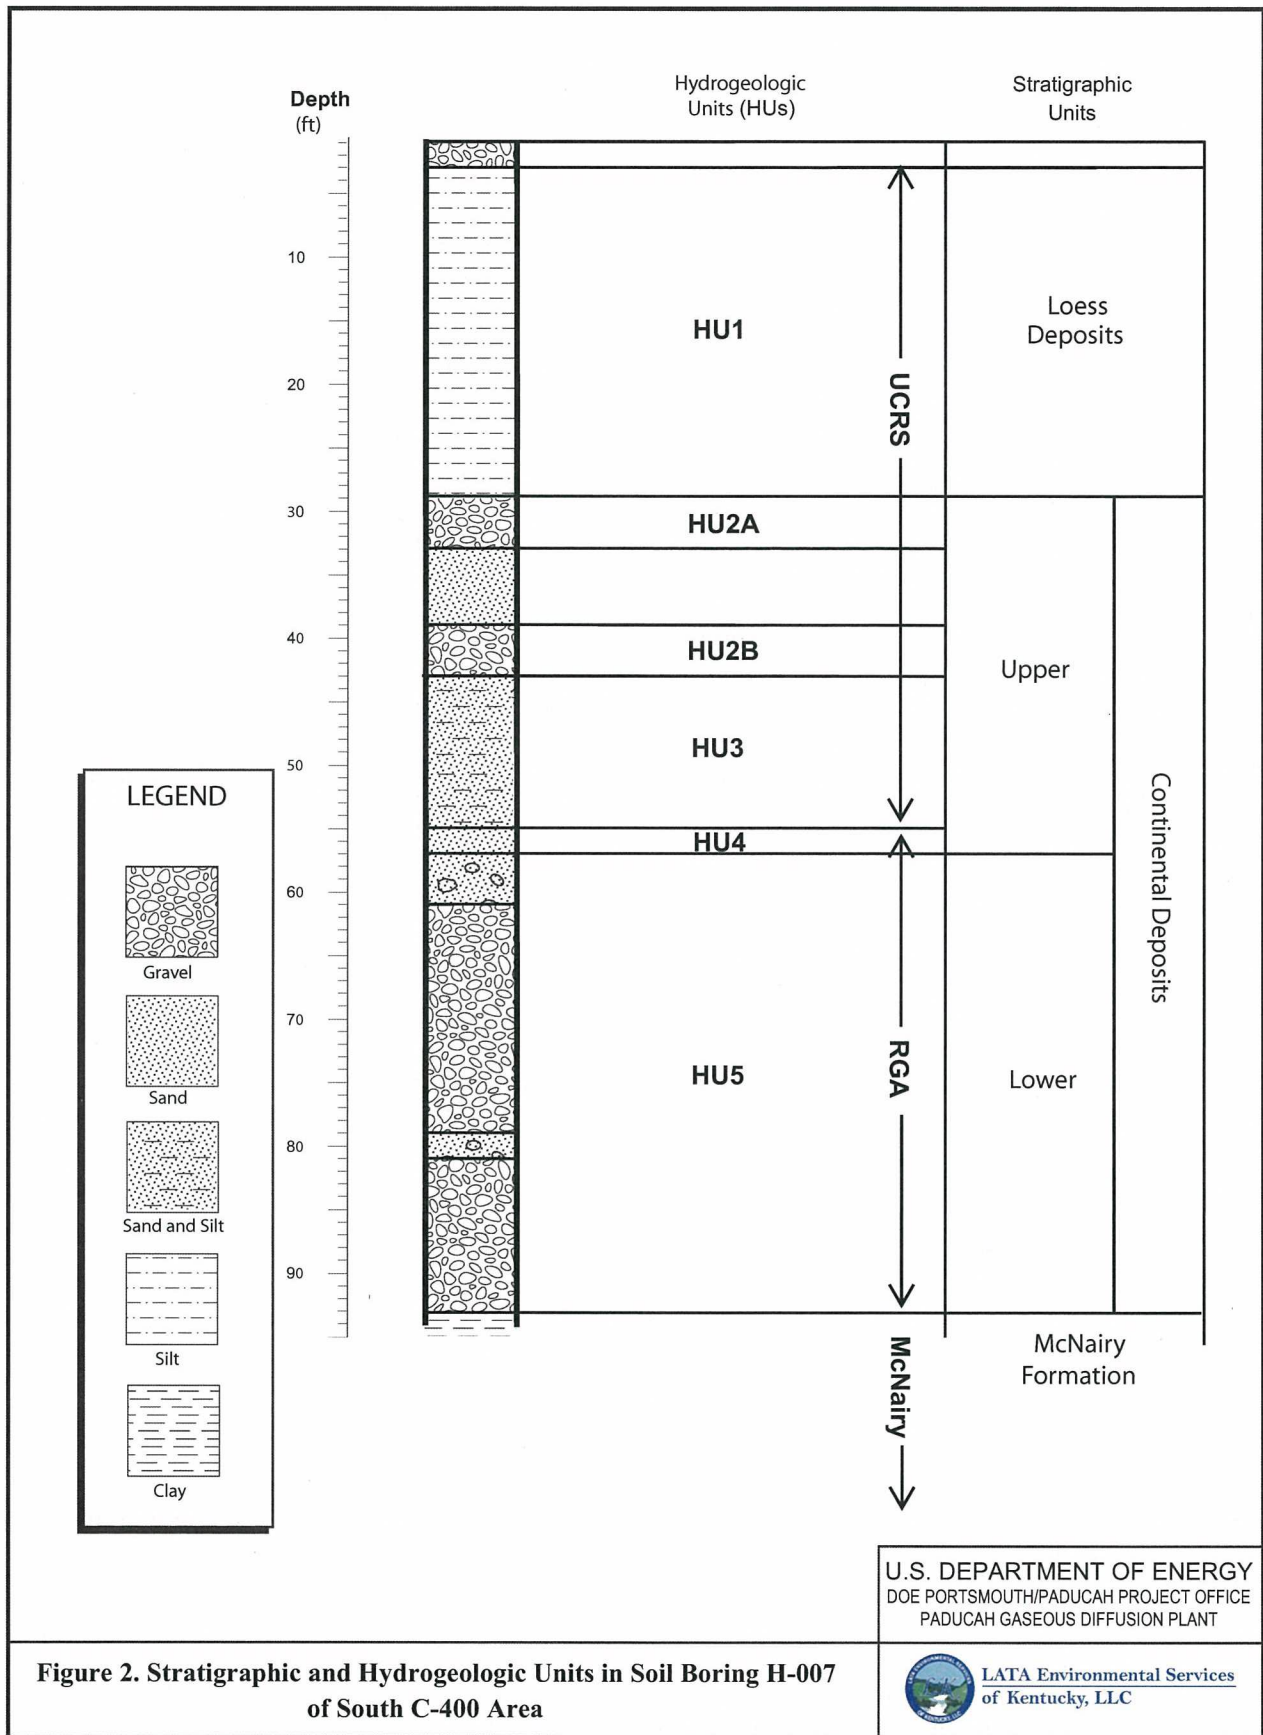 Depth
(ft)
Hydrogeologic
Units (HUs)
Stratigraphic
Units
10
20
30
40
50
60
70
80
90
HU1
HU2A
HU2B
HU3
HU4
HU5
UCRS
RGA
McNairy
Loess
Deposits
Upper
Lower
Continental Deposits
McNairy
Formation
LEGEND
Gravel
Sand
Sand and Silt
Silt
Clay
U.S. DEPARTMENT OF ENERGY
DOE PORTSMOUTH/PADUCAH PROJECT OFFICE
PADUCAH GASEOUS DIFFUSION PLANT
Figure 2. Stratigraphic and Hydrogeologic Units in Soil Boring H-007
of South C-400 Area
LATA Environmental Services
of Kentucky, LLC